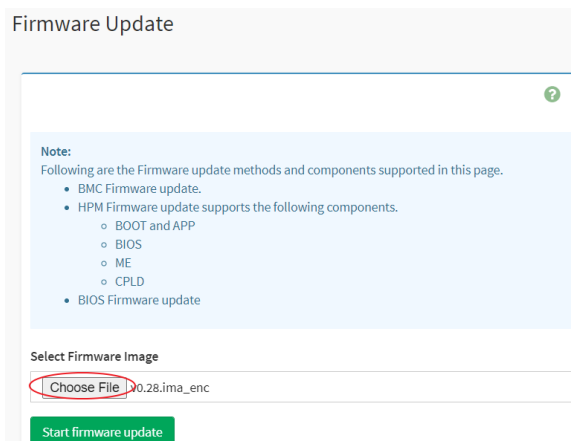 Firmware Update
?
Note:
Following are the Firmware update methods and components supported in this page.
• BMC Firmware update.
• HPM Firmware update supports the following components.
○ BOOT and APP
○ BIOS
○ ME
○ CPLD
• BIOS Firmware update
Select Firmware Image
Choose File v0.28.ima_enc
Start firmware update